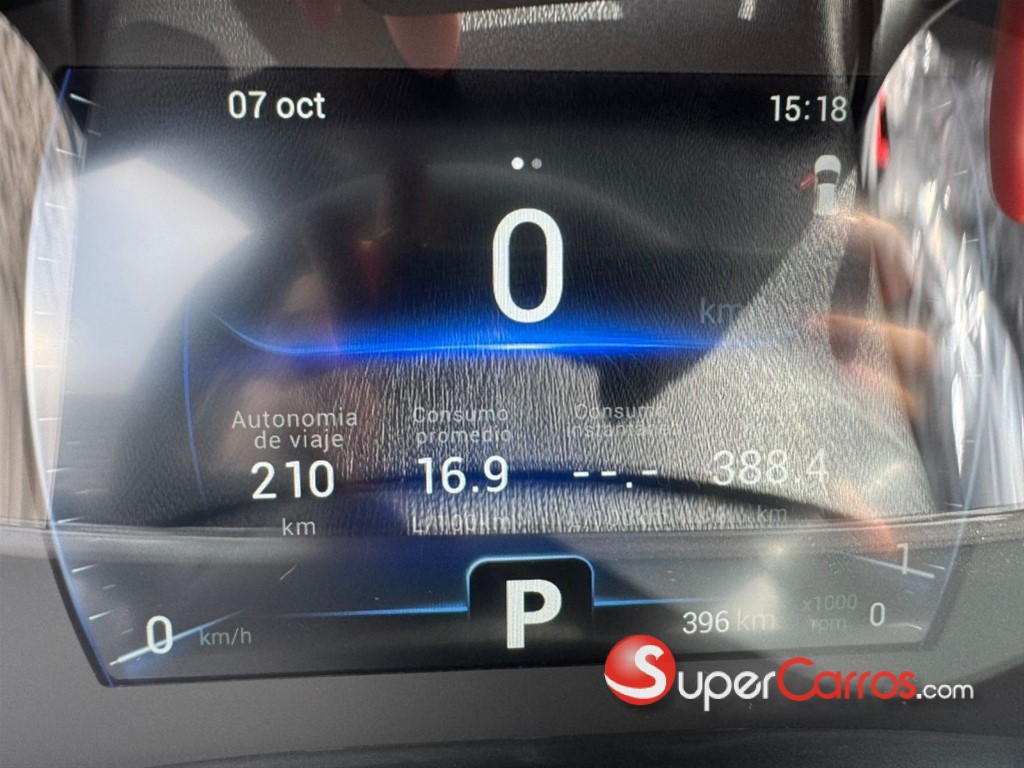 07 oct
15:18
0
km
Autonomia
de viaje
210
km
Consumo
promedio
16.9
L/100km
Consumo
--.-
388.4
km
P
0 km/h
396 km
1
x1000
rpm
0
SuperCarros.com